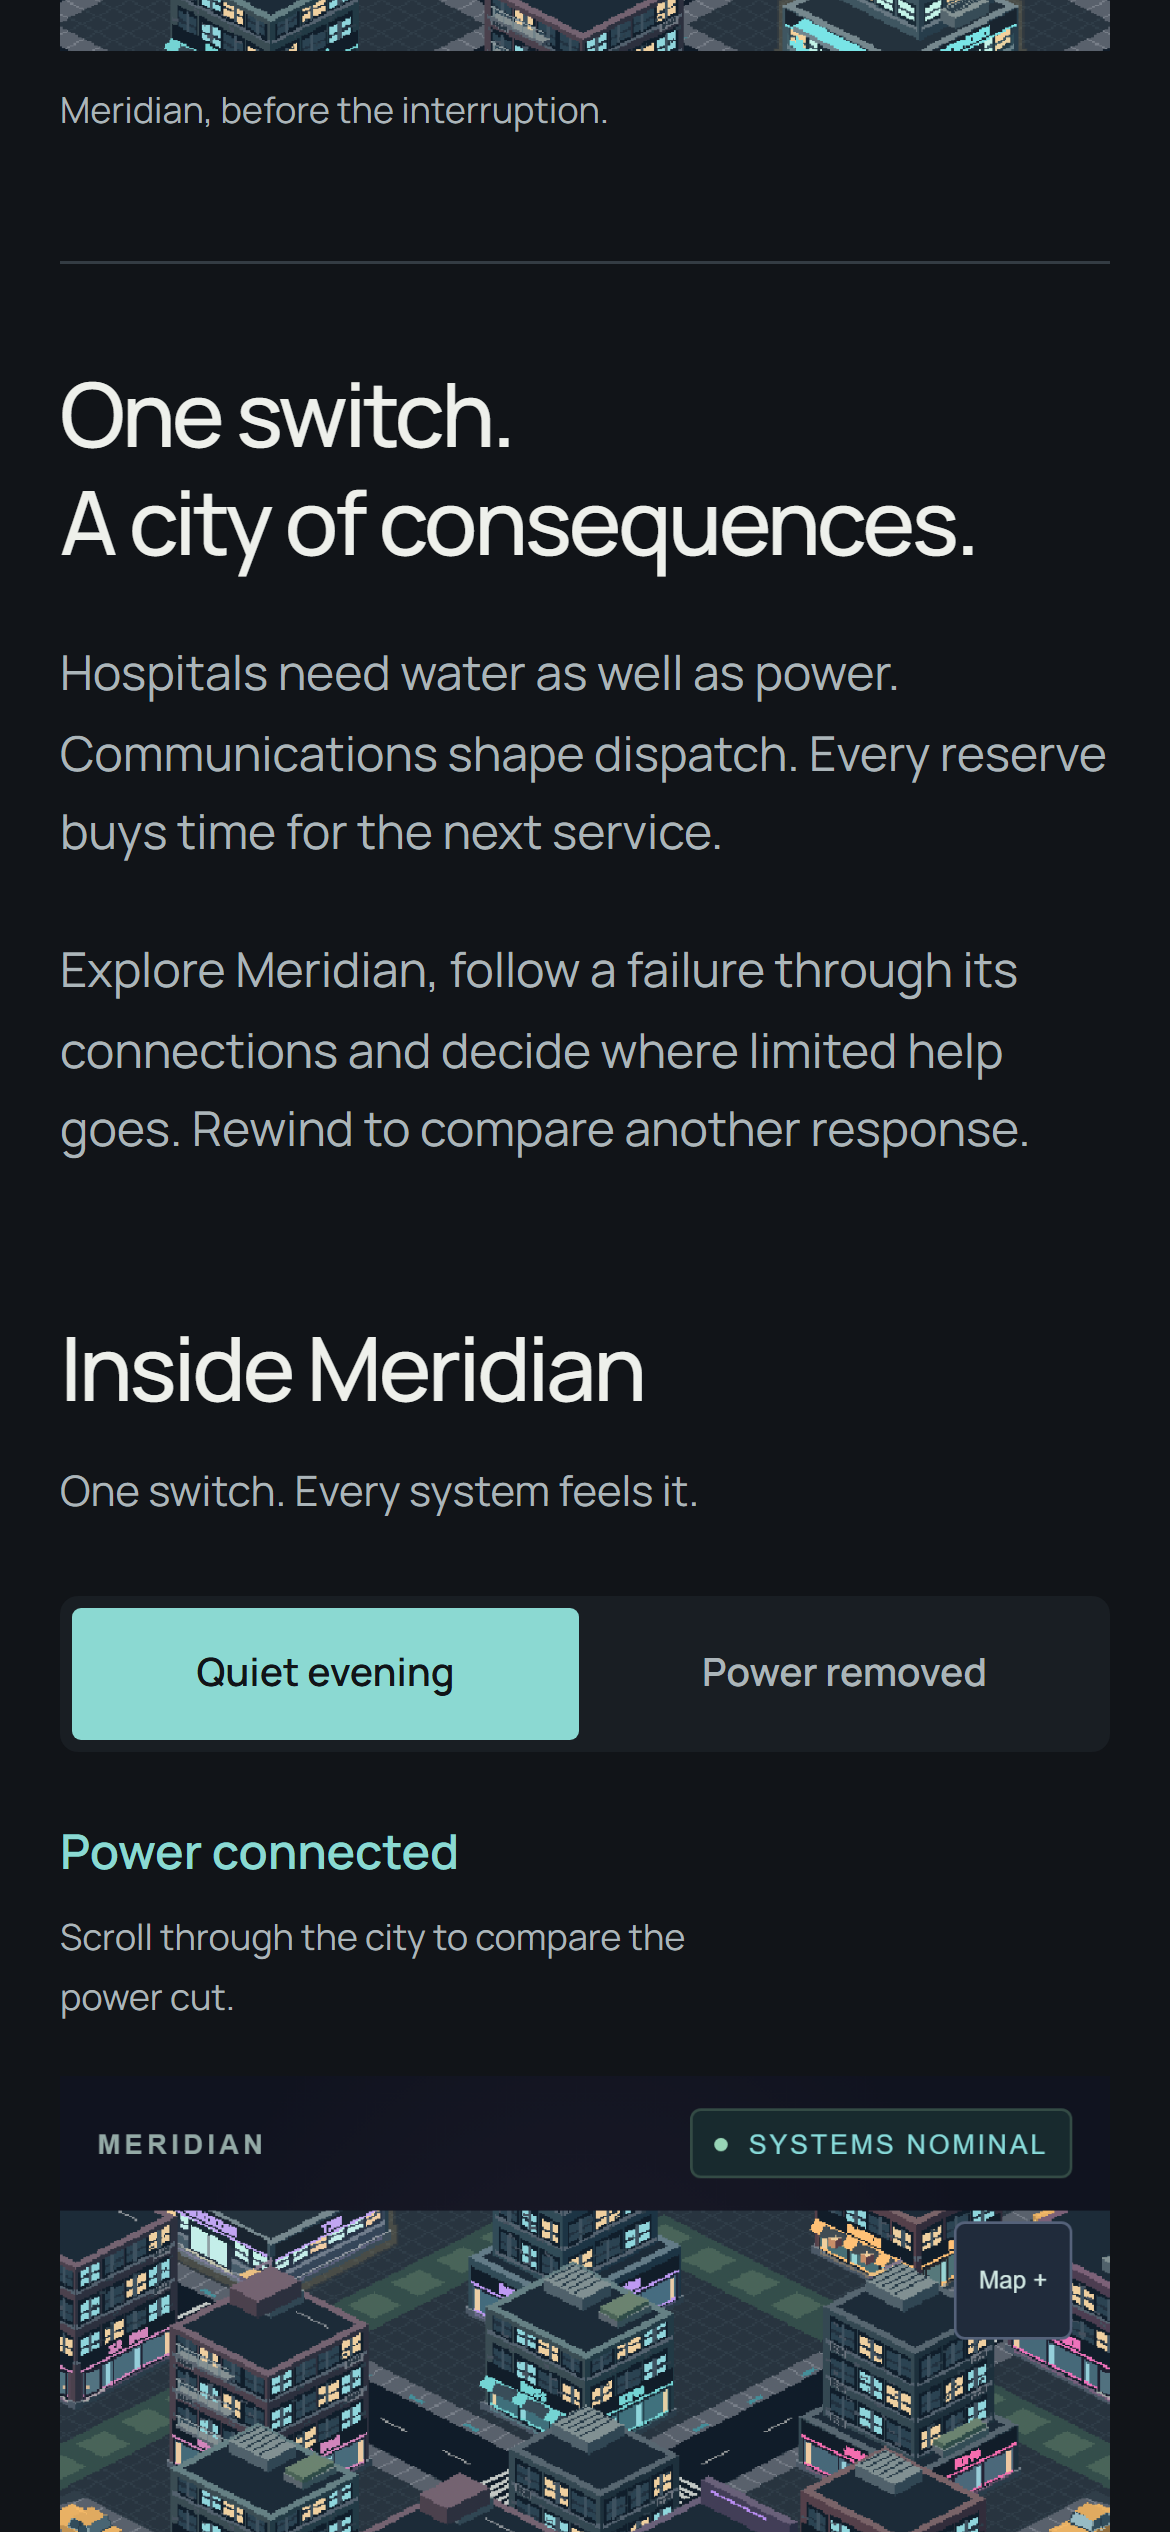 Meridian, before the interruption.
One switch.
A city of consequences.
Hospitals need water as well as power.
Communications shape dispatch. Every reserve
buys time for the next service.
Explore Meridian, follow a failure through its
connections and decide where limited help
goes. Rewind to compare another response.
Inside Meridian
One switch. Every system feels it.
Quiet evening
Power removed
Power connected
Scroll through the city to compare the
power cut.
MERIDIAN
SYSTEMS NOMINAL
Map +